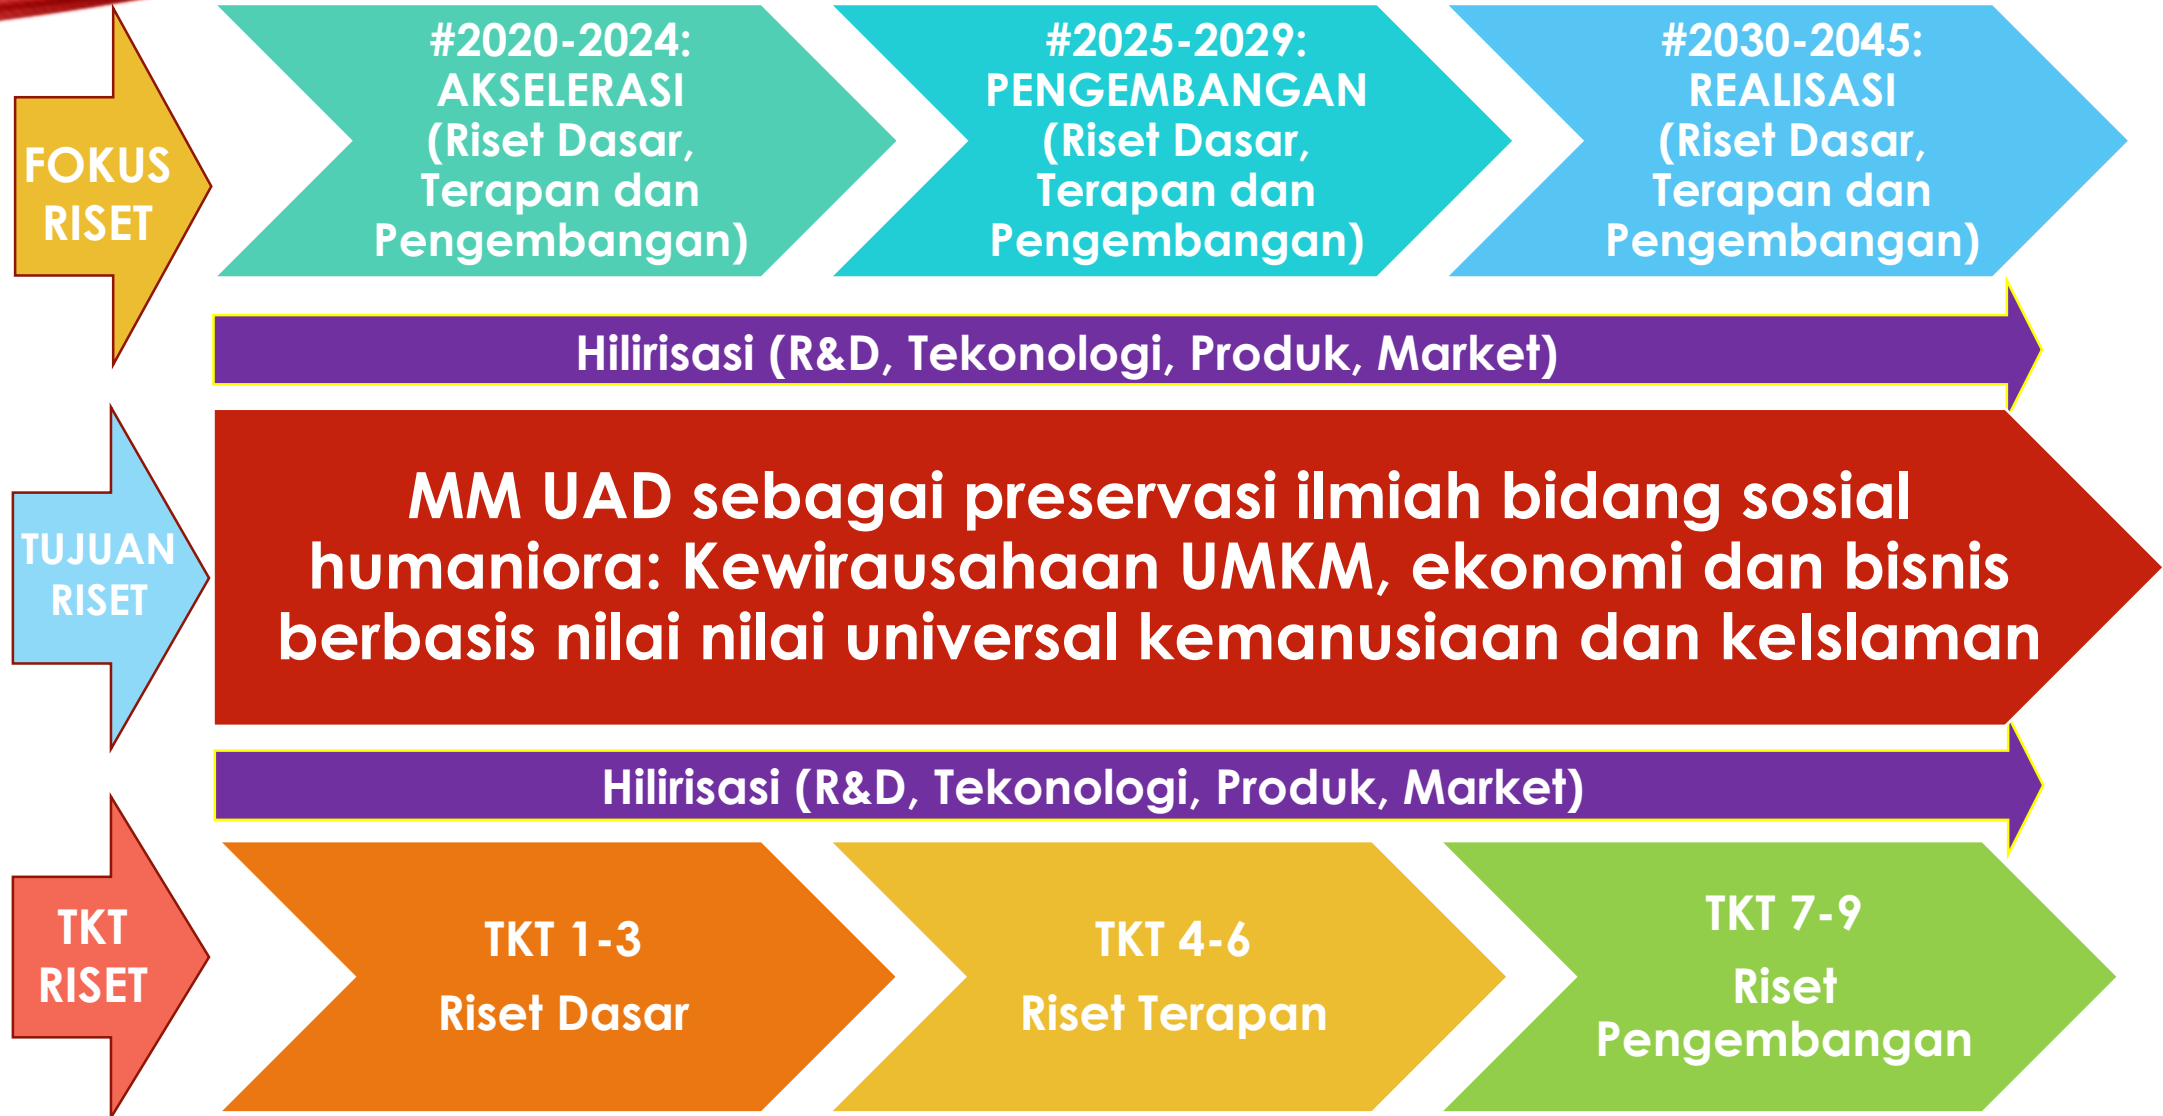 FOKUS
RISET
#2020-2024:
AKSELERASI
(Riset Dasar,
Terapan dan
Pengembangan)
#2025-2029:
PENGEMBANGAN
(Riset Dasar,
Terapan dan
Pengembangan)
#2030-2045:
REALISASI
(Riset Dasar,
Terapan dan
Pengembangan)
Hilirisasi (R&D, Tekonologi, Produk, Market)
TUJUAN
RISET
MM UAD sebagai preservasi ilmiah bidang sosial
humaniora: Kewirausahaan UMKM, ekonomi dan bisnis
berbasis nilai nilai universal kemanusiaan dan keIslaman
Hilirisasi (R&D, Tekonologi, Produk, Market)
TKT
RISET
TKT 1-3
Riset Dasar
TKT 4-6
Riset Terapan
TKT 7-9
Riset
Pengembangan